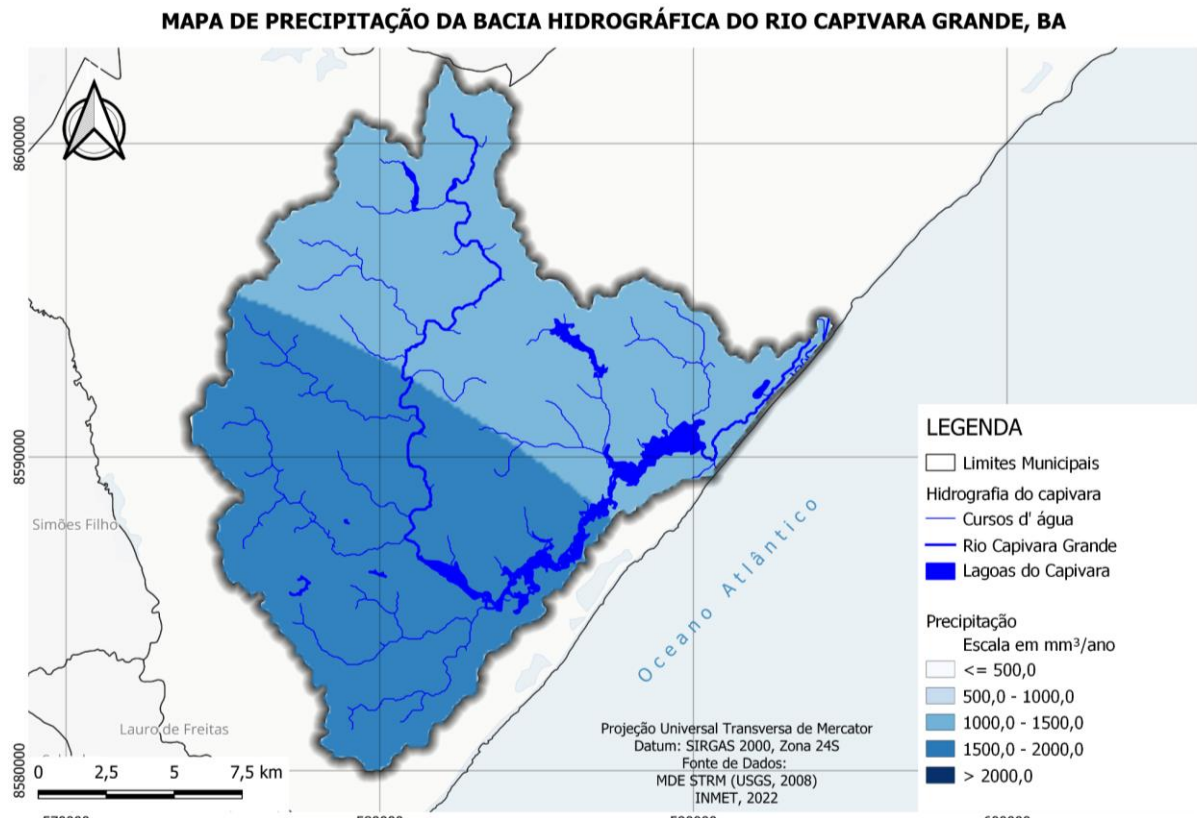 MAPA DE PRECIPITAÇÃO DA BACIA HIDROGRÁFICA DO RIO CAPIVARA GRANDE, BA
8600000
8590000
8580000
Simões Filho
Lauro de Freitas
Oceano Atlântico
0 2,5 5 7,5 km
Projeção Universal Transversa de Mercator
Datum: SIRGAS 2000, Zona 24S
Fonte de Dados:
MDE STRM (USGS, 2008)
INMET, 2022
LEGENDA
Limites Municipais
Hidrografia do capivara
Cursos d' água
Rio Capivara Grande
Lagoas do Capivara
Precipitação
Escala em mm³/ano
<= 500,0
500,0 - 1000,0
1000,0 - 1500,0
1500,0 - 2000,0
> 2000,0